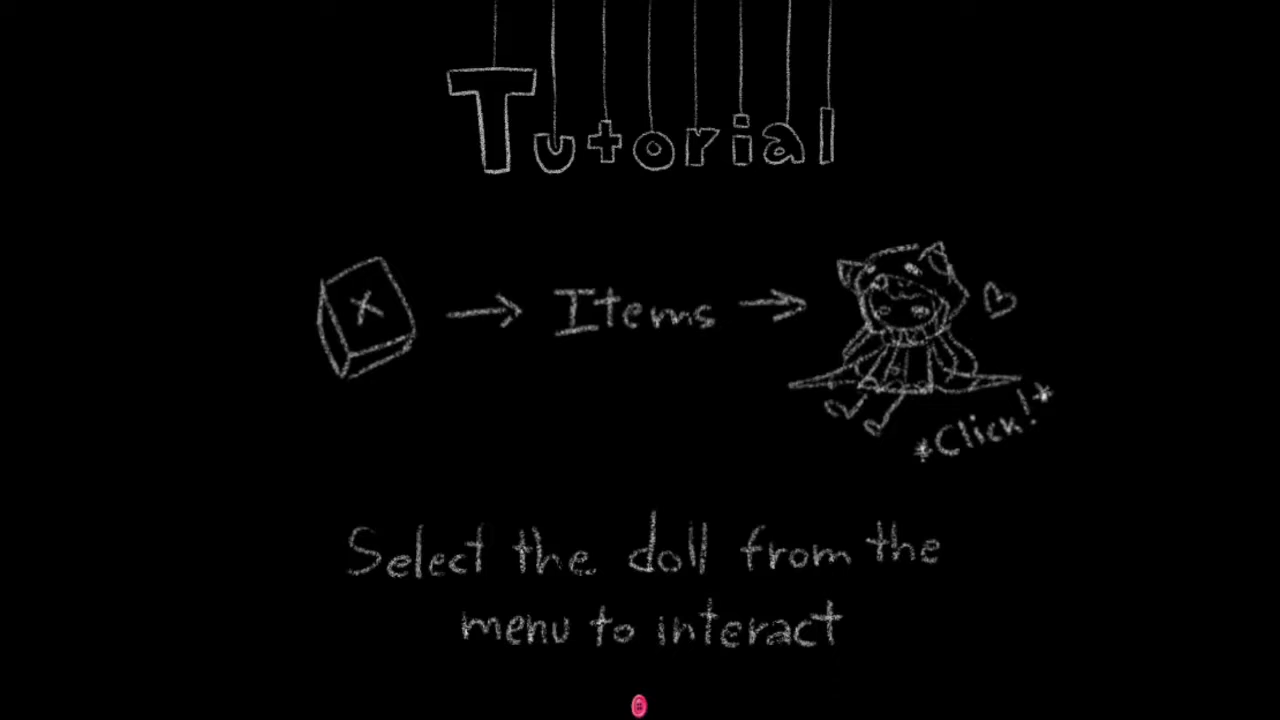 Tutorial
X → Items →
*Click!*
Select the doll from the
menu to interact